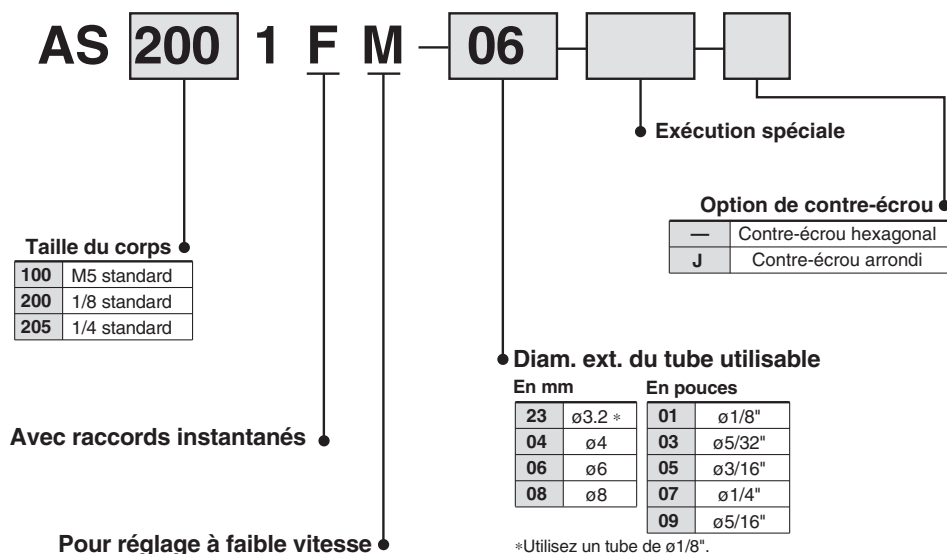 AS 200 1 F M — 06 - -
Exécution spéciale
Option de contre-écrou
— Contre-écrou hexagonal
J Contre-écrou arrondi
Taille du corps
100 M5 standard
200 1/8 standard
205 1/4 standard
Diam. ext. du tube utilisable
En mm
23 ø3.2 *
04 ø4
06 ø6
08 ø8
En pouces
01 ø1/8"
03 ø5/32"
05 ø3/16"
07 ø1/4"
09 ø5/16"
*Utilisez un tube de ø1/8".
Avec raccords instantanés
Pour réglage à faible vitesse